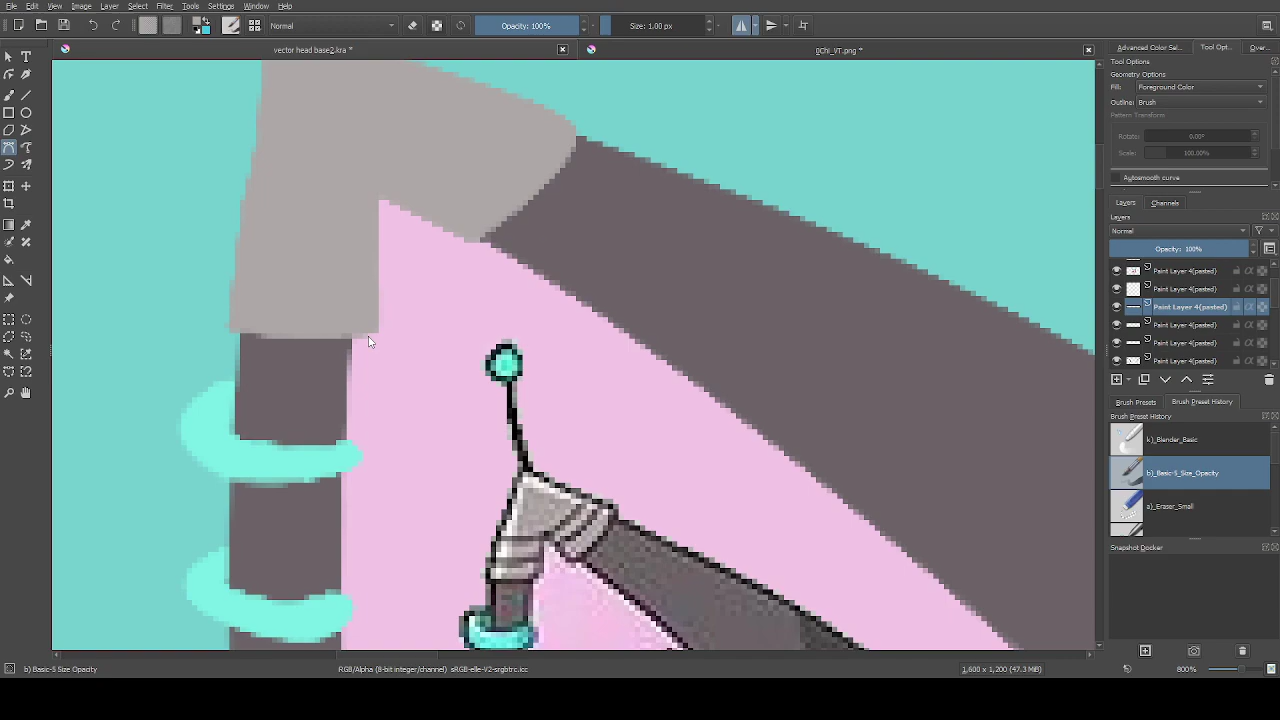 File Edit View Image Layer Select Filter Tools Settings Window Help
Normal Opacity: 100% Size: 1.00 px
vector head base2.kra * gChi_VT.png *
Advanced Color Sel... Tool Opt... Over...
Tool Options
Geometry Options
Fill: Foreground Color
Outline: Brush
Pattern Transform
Rotate: 0.00°
Scale: 100.00%
Autosmooth curve
Layers Channels
Layers
Normal
Opacity: 100%
Paint Layer 4(pasted)
Paint Layer 4(pasted)
Paint Layer 4(pasted)
Paint Layer 4(pasted)
Paint Layer 4(pasted)
Paint Layer 4(pasted)
Brush Presets Brush Preset History
Brush Preset History
k)_Blender_Basic
b)_Basic-5_Size_Opacity
a)_Eraser_Small
Snapshot Docker
b) Basic-5 Size Opacity RGB/Alpha (8-bit integer/channel) sRGB-elle-V2-srgbtrc.icc 1,600 x 1,200 (47.3 MiB) 800%